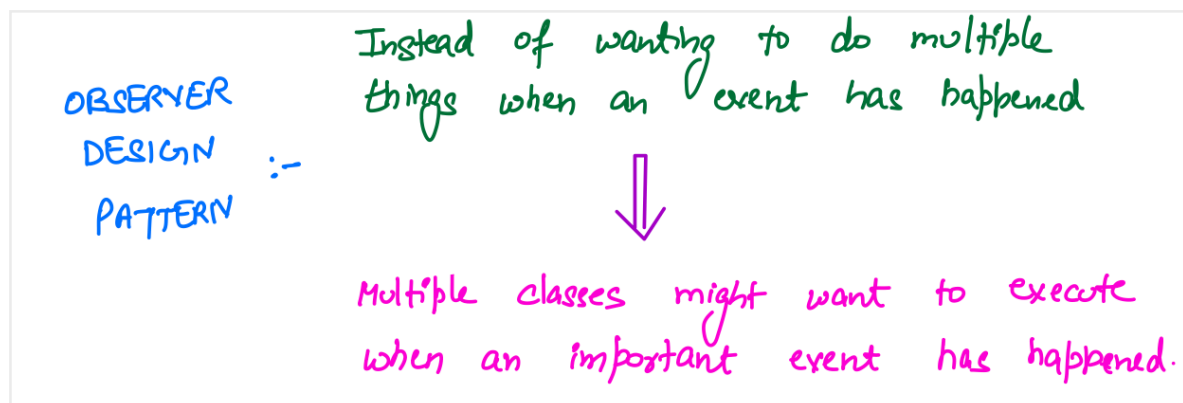 OBSERVER
DESIGN :-
PATTERN
Instead of wanting to do multiple
things when an event has happened
Multiple classes might want to execute
when an important event has happened.